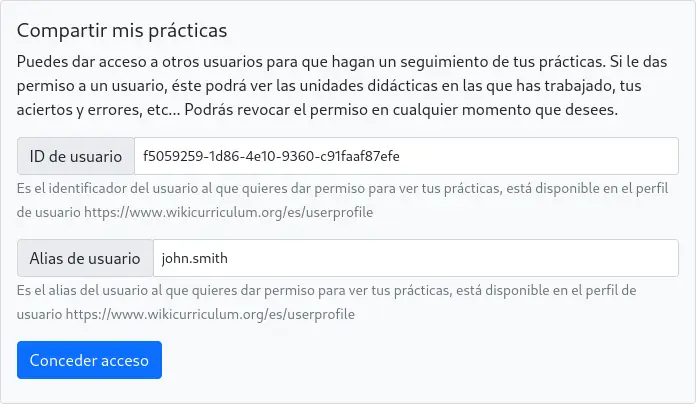 Compartir mis prácticas
Puedes dar acceso a otros usuarios para que hagan un seguimiento de tus prácticas. Si le das
permiso a un usuario, éste podrá ver las unidades didácticas en las que has trabajado, tus
aciertos y errores, etc... Podrás revocar el permiso en cualquier momento que desees.
ID de usuario f5059259-1d86-4e10-9360-c91faaf87efe
Es el identificador del usuario al que quieres dar permiso para ver tus prácticas, está disponible en el perfil
de usuario https://www.wikicurriculum.org/es/userprofile
Alias de usuario john.smith
Es el alias del usuario al que quieres dar permiso para ver tus prácticas, está disponible en el perfil de
usuario https://www.wikicurriculum.org/es/userprofile
Conceder acceso